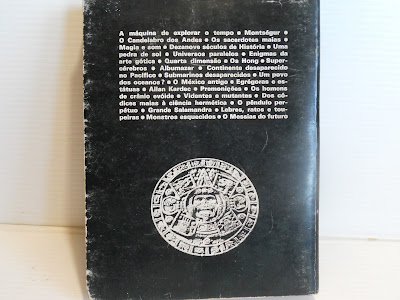 A máquina de explorar o tempo • Montségur •
O Candelabro dos Andes • Os sacerdotes maias •
Magia e som • Dezanove séculos de História • Uma
pedra de sol • Universos paralelos • Enigmas da
arte gótica • Quarta dimensão • Os Hong • Super-
cérebros • Albumazar • Continente desaparecido
no Pacífico • Submarinos desaparecidos • Um povo
dos oceanos? • O México antigo • Egrégoras e es-
tátuas • Allan Kardec • Premonições • Os homens
de crânio ovóide • Videntes e mutantes • Dos có-
dices maias à ciência hermética • O pêndulo per-
pétuo • Grande Salamandra • Lebres, ratos e tou-
peiras • Monstros esquecidos • O Messias do futuro